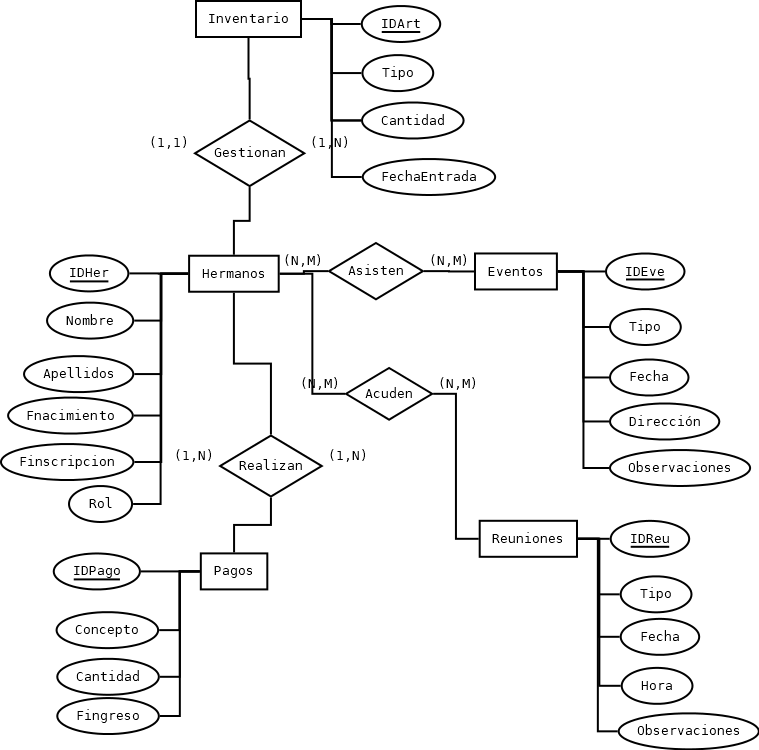 Inventario
IDArt
Tipo
Cantidad
(1,1)
Gestionan
(1,N)
FechaEntrada
IDHer
Hermanos
(N,M)
Asisten
(N,M)
Eventos
IDEve
Nombre
Tipo
Apellidos
(N,M)
Acuden
(N,M)
Fecha
Fnacimiento
Dirección
Finscripcion
(1,N)
Realizan
(1,N)
Observaciones
Rol
Reuniones
IDReu
IDPago
Pagos
Tipo
Concepto
Fecha
Cantidad
Hora
Fingreso
Observaciones